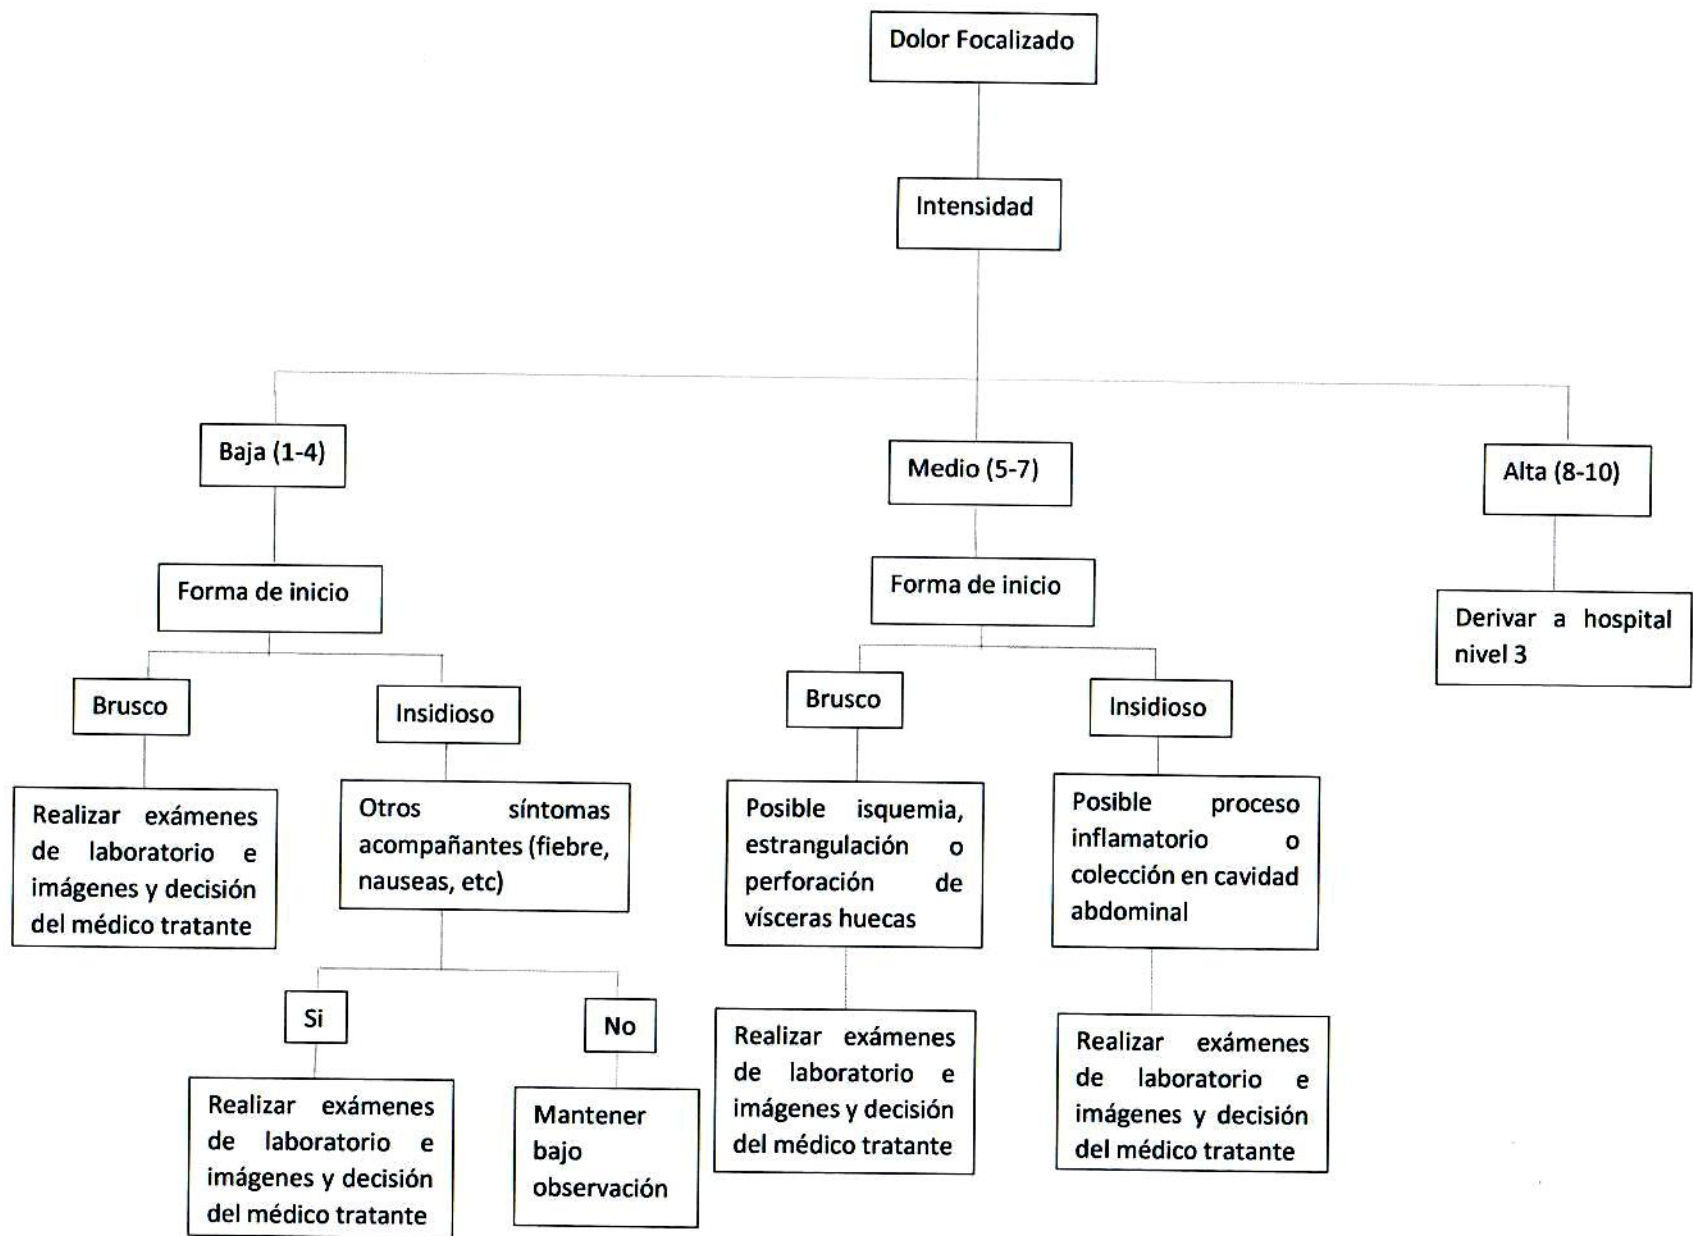 Dolor Focalizado
Intensidad
Baja (1-4)
Medio (5-7)
Alta (8-10)
Forma de inicio
Forma de inicio
Derivar a hospital
nivel 3
Brusco
Insidioso
Brusco
Insidioso
Realizar exámenes
de laboratorio e
imágenes y decisión
del médico tratante
Otros síntomas
acompañantes (fiebre,
nauseas, etc)
Posible isquemia,
estrangulación o
perforación de
vísceras huecas
Posible proceso
inflamatorio o
colección en cavidad
abdominal
Si
No
Realizar exámenes
de laboratorio e
imágenes y decisión
del médico tratante
Mantener
bajo
observación
Realizar exámenes
de laboratorio e
imágenes y decisión
del médico tratante
Realizar exámenes
de laboratorio e
imágenes y decisión
del médico tratante